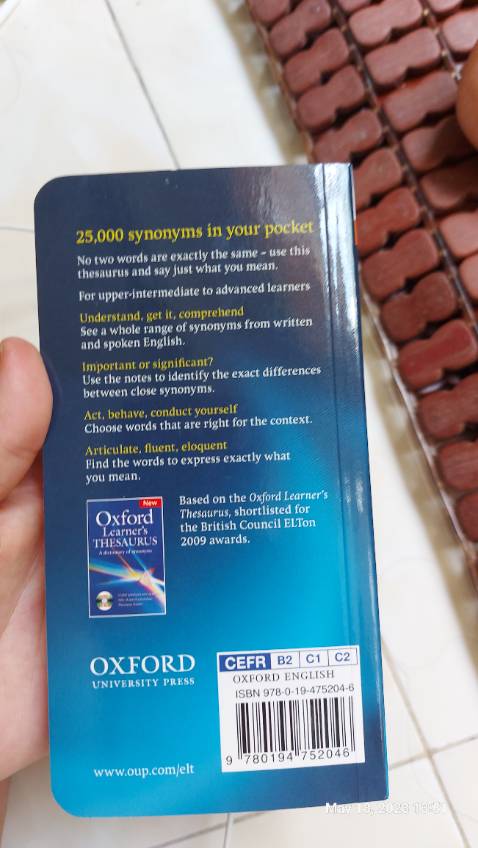 25,000 synonyms in your pocket
No two words are exactly the same – use this
thesaurus and say just what you mean.
For upper-intermediate to advanced learners
Understand, get it, comprehend
See a whole range of synonyms from written
and spoken English.
Important or significant?
Use the notes to identify the exact differences
between close synonyms.
Act, behave, conduct yourself
Choose words that are right for the context.
Articulate, fluent, eloquent
Find the words to express exactly what
you mean.
New
Oxford
Learner's
THESAURUS
A dictionary of synonyms
Based on the Oxford Learner's
Thesaurus, shortlisted for
the British Council ELTon
2009 awards.
OXFORD
UNIVERSITY PRESS
www.oup.com/elt
CEFR B2 C1 C2
OXFORD ENGLISH
ISBN 978-0-19-475204-6
9 780194 752046
May 13,